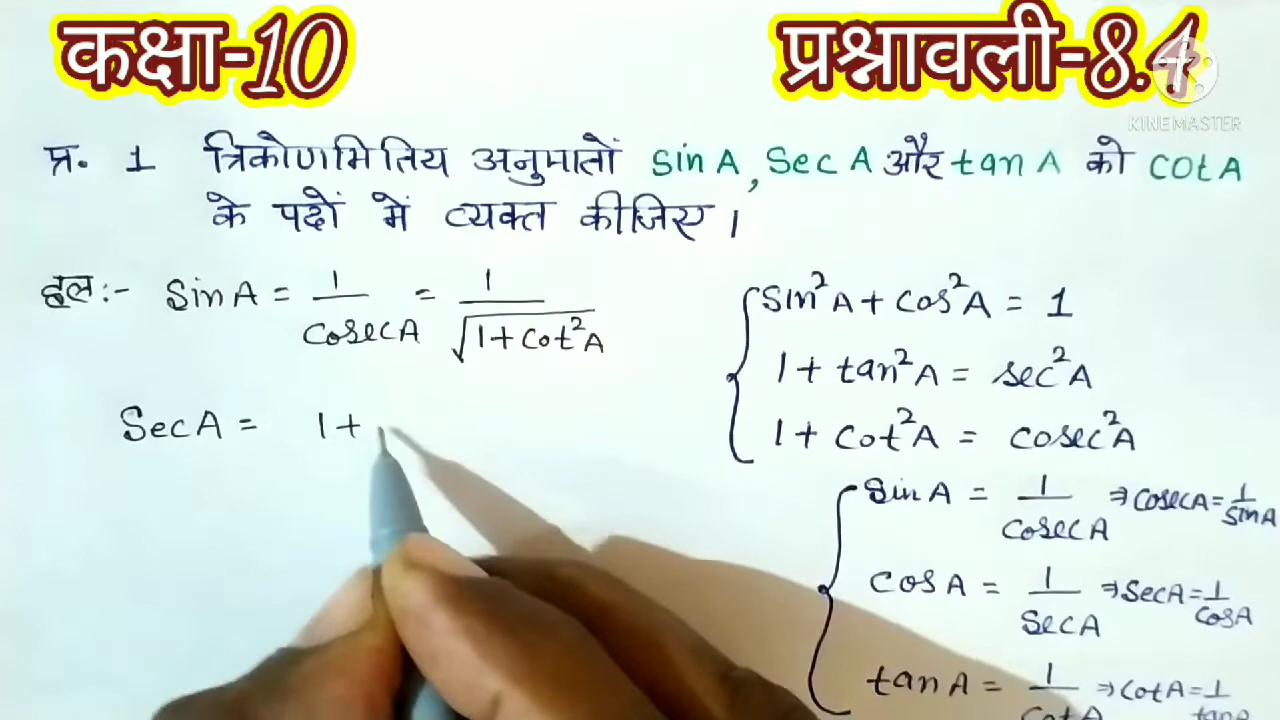 कक्षा-10
प्रश्नावली-8.4
KINEMASTER
प्र. 1 त्रिकोणमितिय अनुपातों sin A, Sec A और tan A को cot A
के पदों में व्यक्त कीजिए।
हल:- Sin A = 1/cosec A = 1/√(1+cot²A)
Sec A = 1+
sin²A + cos²A = 1
1 + tan²A = sec²A
1 + cot²A = cosec²A
Sin A = 1/cosec A ⇒ cosec A = 1/sin A
cos A = 1/Sec A ⇒ Sec A = 1/cos A
tan A = 1/cot A ⇒ cot A = 1/tan